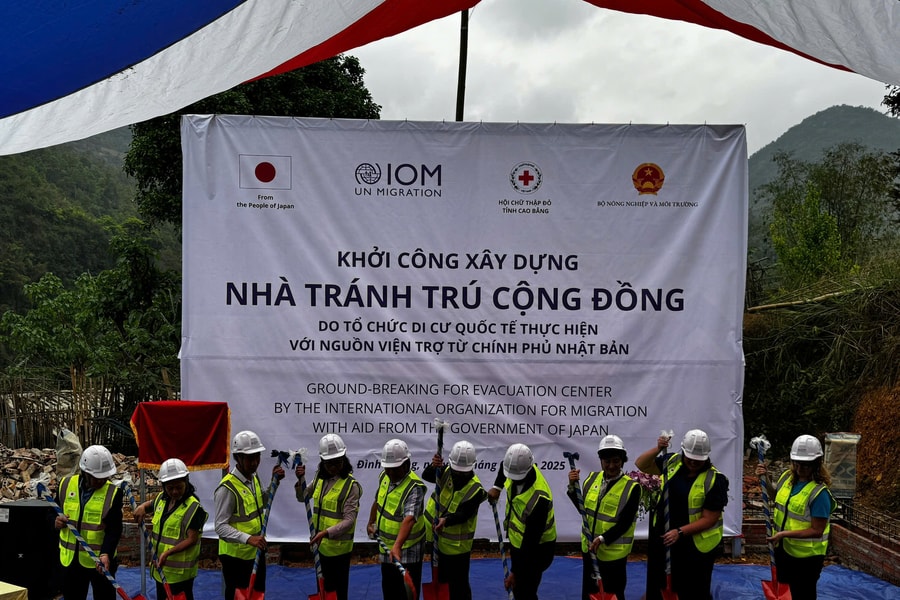 From
the People of Japan
IOM
UN MIGRATION
HỘI CHỮ THẬP ĐỎ
TỈNH CAO BẰNG
BỘ NÔNG NGHIỆP VÀ MÔI TRƯỜNG
KHỞI CÔNG XÂY DỰNG
NHÀ TRÁNH TRÚ CỘNG ĐỒNG
DO TỔ CHỨC DI CƯ QUỐC TẾ THỰC HIỆN
VỚI NGUỒN VIỆN TRỢ TỪ CHÍNH PHỦ NHẬT BẢN
GROUND-BREAKING FOR EVACUATION CENTER
BY THE INTERNATIONAL ORGANIZATION FOR MIGRATION
WITH AID FROM THE GOVERNMENT OF JAPAN
2025